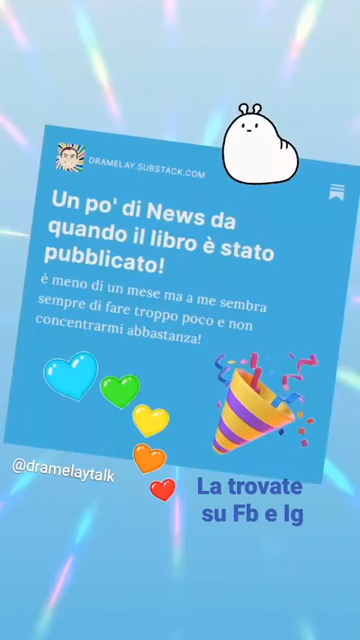 DRAMELAY.SUBSTACK.COM
Un po' di News da
quando il libro è stato
pubblicato!
è meno di un mese ma a me sembra
sempre di fare troppo poco e non
concentrarmi abbastanza!
@dramelaytalk
La trovate
su Fb e Ig